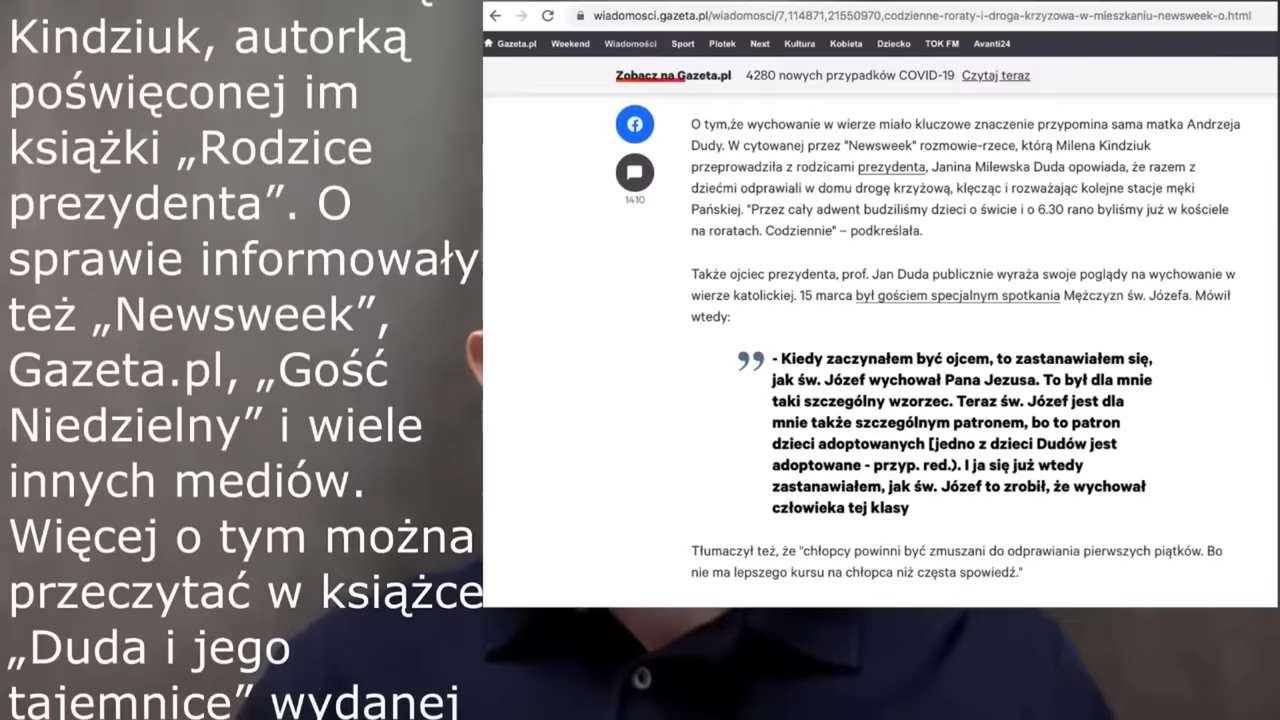 Kindziuk, autorką
poświęconej im
książki „Rodzice
prezydenta”. O
sprawie informowały
też „Newsweek”,
Gazeta.pl, „Gość
Niedzielny” i wiele
innych mediów.
Więcej o tym można
przeczytać w książce
„Duda i jego
tajemnice” wydanej
wiadomosci.gazeta.pl/wiadomosci/7,114871,21550970,codzienne-roraty-i-droga-krzyzowa-w-mieszkaniu-newsweek-o.html
Gazeta.pl Weekend Wiadomości Sport Plotek Next Kultura Kobieta Dziecko TOK FM Avanti24
Zobacz na Gazeta.pl 4280 nowych przypadków COVID-19 Czytaj teraz
1410
O tym,że wychowanie w wierze miało kluczowe znaczenie przypomina sama matka Andrzeja
Dudy. W cytowanej przez "Newsweek" rozmowie-rzece, którą Milena Kindziuk
przeprowadziła z rodzicami prezydenta, Janina Milewska Duda opowiada, że razem z
dziećmi odprawiali w domu drogę krzyżową, klęcząc i rozważając kolejne stacje męki
Pańskiej. "Przez cały adwent budziliśmy dzieci o świcie i o 6.30 rano byliśmy już w kościele
na roratach. Codziennie" – podkreślała.
Także ojciec prezydenta, prof. Jan Duda publicznie wyraża swoje poglądy na wychowanie w
wierze katolickiej. 15 marca był gościem specjalnym spotkania Mężczyzn św. Józefa. Mówił
wtedy:
- Kiedy zaczynałem być ojcem, to zastanawiałem się,
jak św. Józef wychował Pana Jezusa. To był dla mnie
taki szczególny wzorzec. Teraz św. Józef jest dla
mnie także szczególnym patronem, bo to patron
dzieci adoptowanych [jedno z dzieci Dudów jest
adoptowane - przyp. red.). I ja się już wtedy
zastanawiałem, jak św. Józef to zrobił, że wychował
człowieka tej klasy
Tłumaczył też, że "chłopcy powinni być zmuszani do odprawiania pierwszych piątków. Bo
nie ma lepszego kursu na chłopca niż częsta spowiedź."